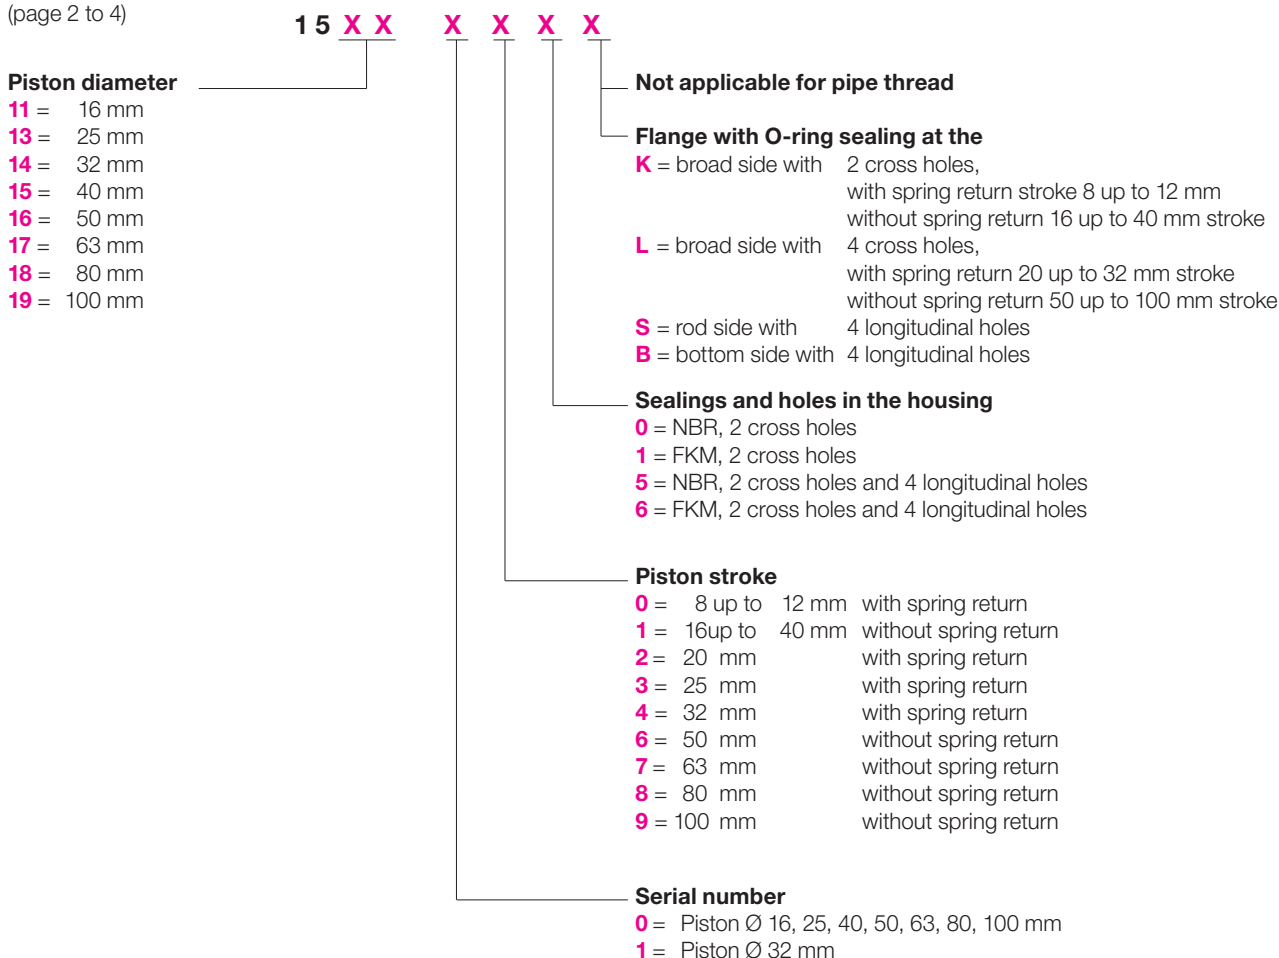 (page 2 to 4)
1 5 X X X X X X
Piston diameter
11 = 16 mm
13 = 25 mm
14 = 32 mm
15 = 40 mm
16 = 50 mm
17 = 63 mm
18 = 80 mm
19 = 100 mm
Not applicable for pipe thread
Flange with O-ring sealing at the
K = broad side with 2 cross holes,
with spring return stroke 8 up to 12 mm
without spring return 16 up to 40 mm stroke
L = broad side with 4 cross holes,
with spring return 20 up to 32 mm stroke
without spring return 50 up to 100 mm stroke
S = rod side with 4 longitudinal holes
B = bottom side with 4 longitudinal holes
Sealings and holes in the housing
0 = NBR, 2 cross holes
1 = FKM, 2 cross holes
5 = NBR, 2 cross holes and 4 longitudinal holes
6 = FKM, 2 cross holes and 4 longitudinal holes
Piston stroke
0 = 8 up to 12 mm with spring return
1 = 16up to 40 mm without spring return
2 = 20 mm with spring return
3 = 25 mm with spring return
4 = 32 mm with spring return
6 = 50 mm without spring return
7 = 63 mm without spring return
8 = 80 mm without spring return
9 = 100 mm without spring return
Serial number
0 = Piston Ø 16, 25, 40, 50, 63, 80, 100 mm
1 = Piston Ø 32 mm